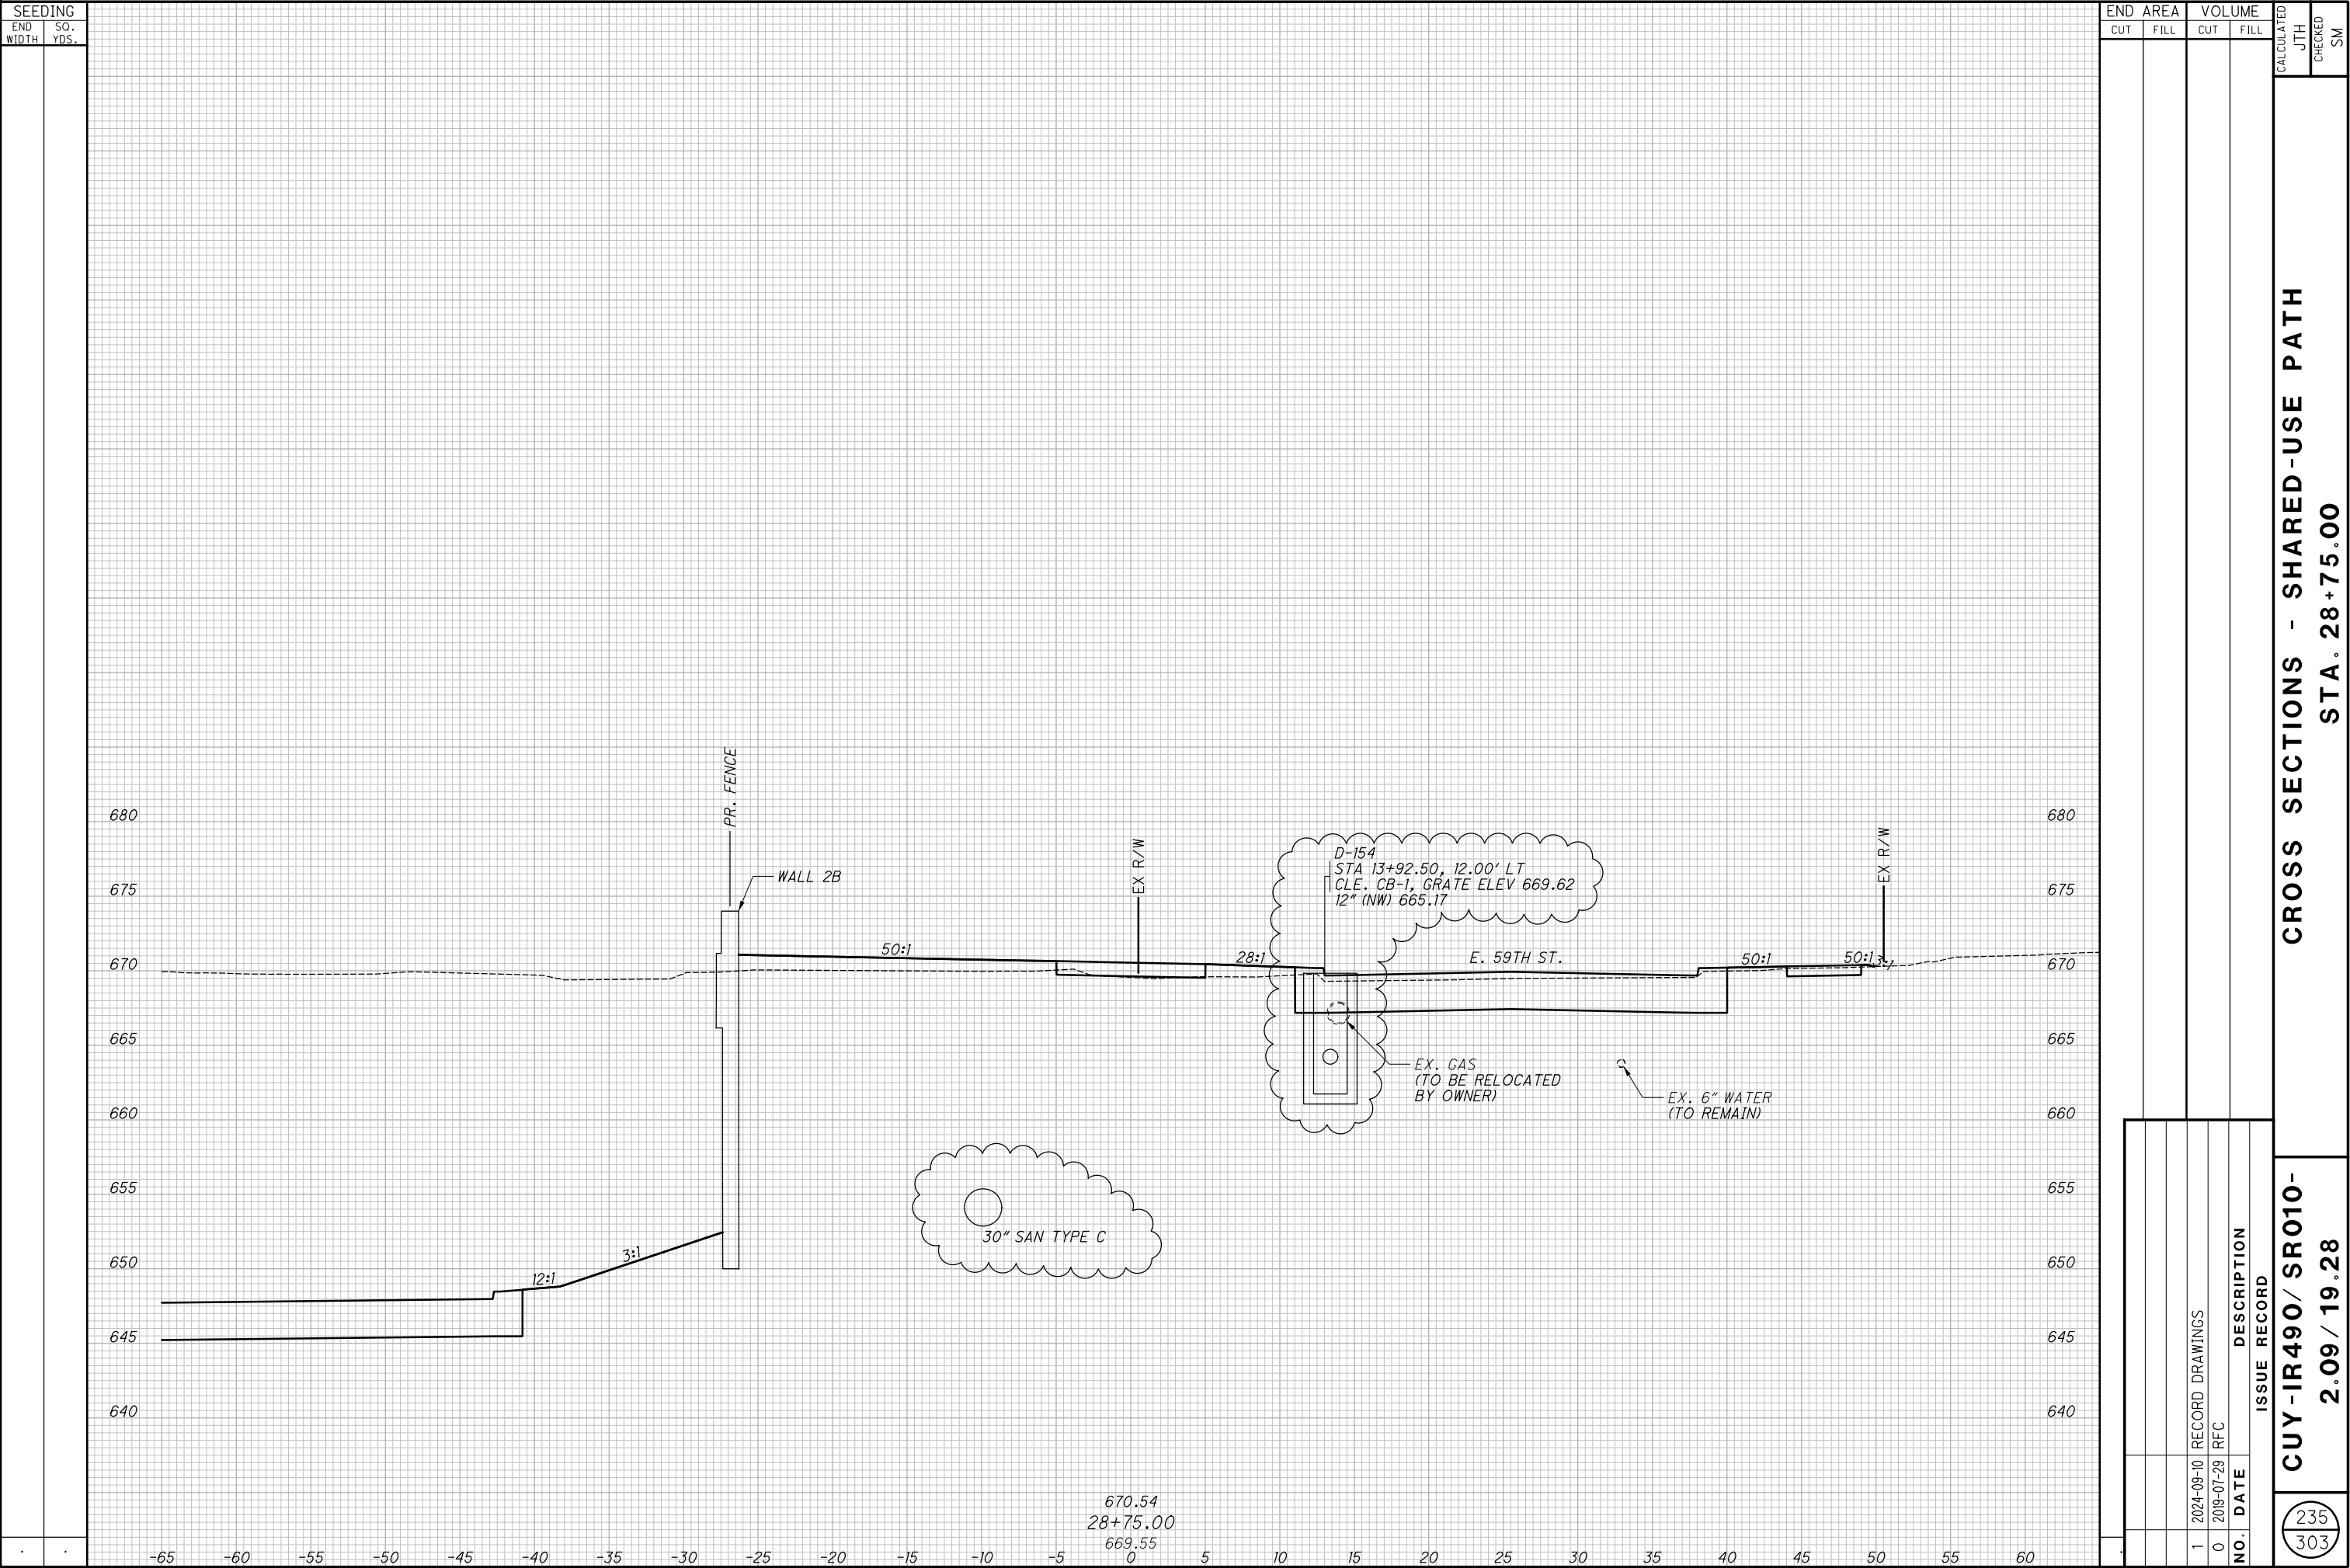 SEEDING
END WIDTH
SQ. YDS.
END AREA
VOLUME
CUT
FILL
CUT
FILL
CALCULATED
JTH
CHECKED
SM
CROSS SECTIONS - SHARED-USE PATH
STA. 28+75.00
PR. FENCE
WALL 2B
EX R/W
EX R/W
D-154
STA 13+92.50, 12.00' LT
CLE. CB-1, GRATE ELEV 669.62
12" (NW) 665.17
50:1
28:1
E. 59TH ST.
50:1
50:1
3:1
EX. GAS
(TO BE RELOCATED
BY OWNER)
EX. 6" WATER
(TO REMAIN)
30" SAN TYPE C
3:1
12:1
680
675
670
665
660
655
650
645
640
680
675
670
665
660
655
650
645
640
670.54
28+75.00
669.55
-65 -60 -55 -50 -45 -40 -35 -30 -25 -20 -15 -10 -5 0 5 10 15 20 25 30 35 40 45 50 55 60
1 2024-09-10 RECORD DRAWINGS
0 2019-07-29 RFC
NO. DATE DESCRIPTION
ISSUE RECORD
CUY-IR490/SR010-
2.09/19.28
235
303